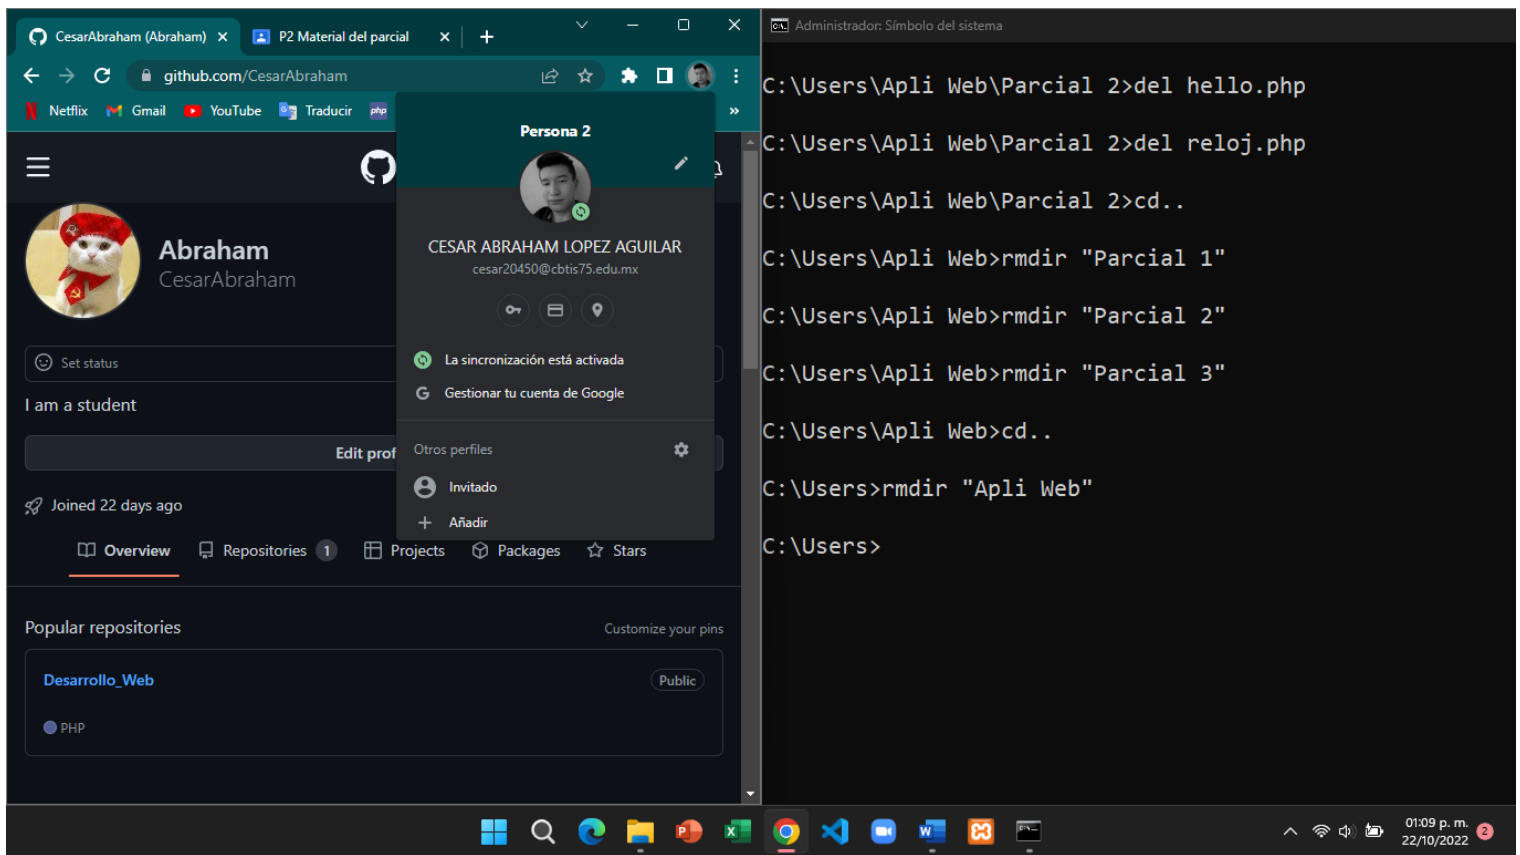 CesarAbraham (Abraham)
P2 Material del parcial
github.com/CesarAbraham
Netflix
Gmail
YouTube
Traducir
php
»
Persona 2
CESAR ABRAHAM LOPEZ AGUILAR
cesar20450@cbtis75.edu.mx
La sincronización está activada
Gestionar tu cuenta de Google
Otros perfiles
Invitado
Añadir
Abraham
CesarAbraham
Set status
I am a student
Edit prof
Joined 22 days ago
Overview
Repositories 1
Projects
Packages
Stars
Popular repositories
Customize your pins
Desarrollo_Web
Public
PHP
Administrador: Símbolo del sistema
C:\Users\Apli Web\Parcial 2>del hello.php
C:\Users\Apli Web\Parcial 2>del reloj.php
C:\Users\Apli Web\Parcial 2>cd..
C:\Users\Apli Web>rmdir "Parcial 1"
C:\Users\Apli Web>rmdir "Parcial 2"
C:\Users\Apli Web>rmdir "Parcial 3"
C:\Users\Apli Web>cd..
C:\Users>rmdir "Apli Web"
C:\Users>
01:09 p. m.
22/10/2022
2